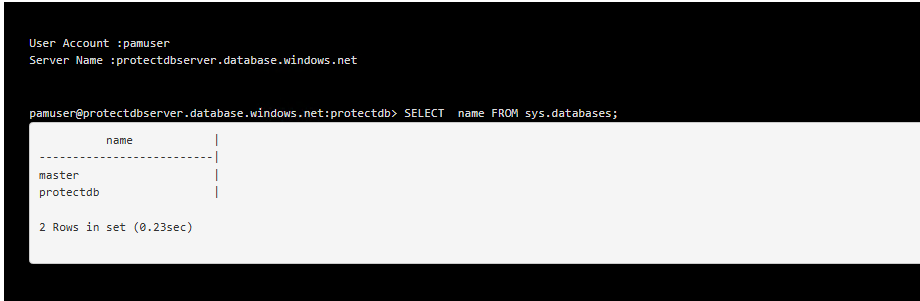 User Account :pamuser
Server Name :protectdbserver.database.windows.net
pamuser@protectdbserver.database.windows.net:protectdb> SELECT  name FROM sys.databases;
name |
--------------------------|
master |
protectdb |
2 Rows in set (0.23sec)